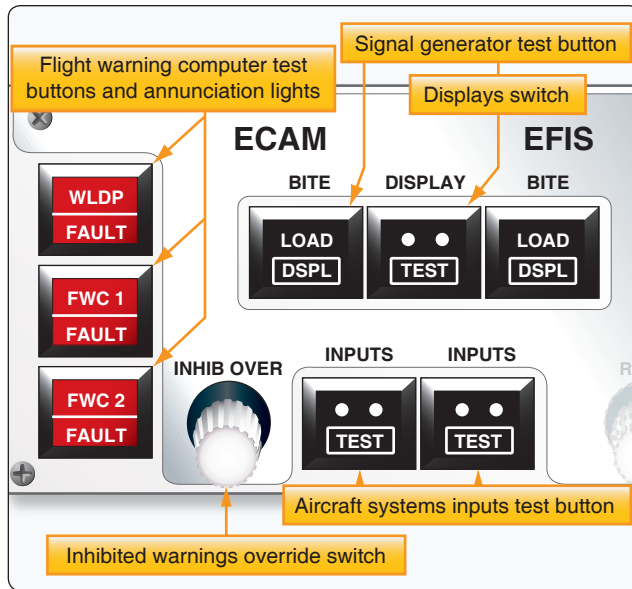 Signal generator test button
Flight warning computer test
buttons and annunciation lights
Displays switch
ECAM
EFIS
BITE
DISPLAY
BITE
WLDP
FAULT
LOAD
DSPL
TEST
LOAD
DSPL
FWC 1
FAULT
INHIB OVER
INPUTS
INPUTS
FWC 2
FAULT
TEST
TEST
Aircraft systems inputs test button
Inhibited warnings override switch